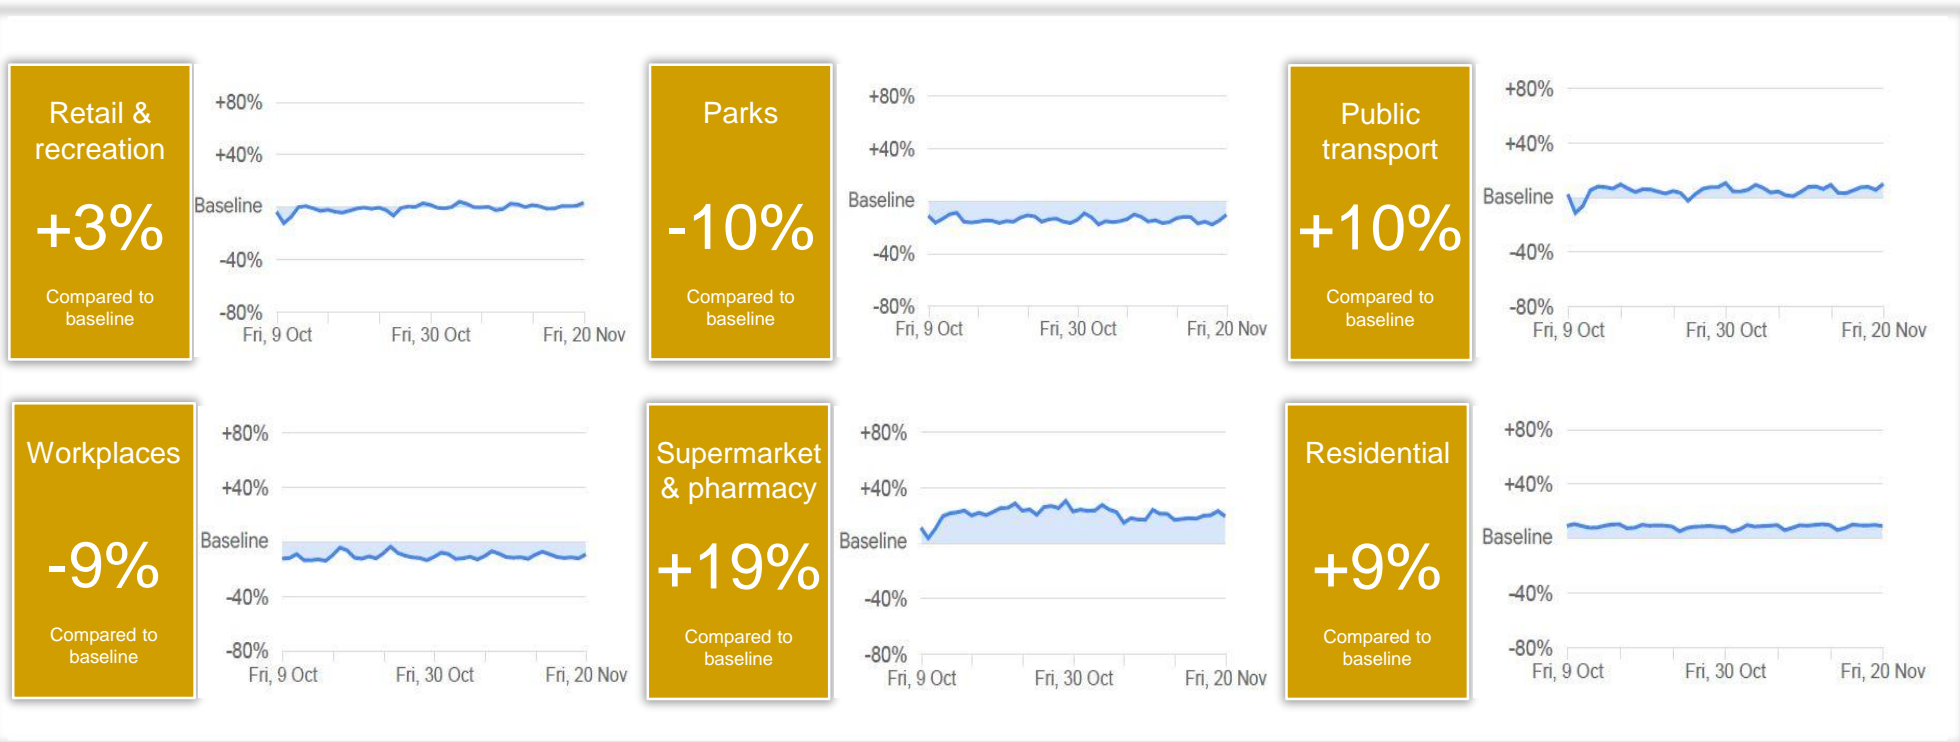 Retail &
recreation
+3%
Compared to
baseline
+80%
+40%
Baseline
-40%
-80%
Fri, 9 Oct
Fri, 30 Oct
Fri, 20 Nov
Parks
-10%
Compared to
baseline
+80%
+40%
Baseline
-40%
-80%
Fri, 9 Oct
Fri, 30 Oct
Fri, 20 Nov
Public
transport
+10%
Compared to
baseline
+80%
+40%
Baseline
-40%
-80%
Fri, 9 Oct
Fri, 30 Oct
Fri, 20 Nov
Workplaces
-9%
Compared to
baseline
+80%
+40%
Baseline
-40%
-80%
Fri, 9 Oct
Fri, 30 Oct
Fri, 20 Nov
Supermarket
& pharmacy
+19%
Compared to
baseline
+80%
+40%
Baseline
-40%
-80%
Fri, 9 Oct
Fri, 30 Oct
Fri, 20 Nov
Residential
+9%
Compared to
baseline
+80%
+40%
Baseline
-40%
-80%
Fri, 9 Oct
Fri, 30 Oct
Fri, 20 Nov